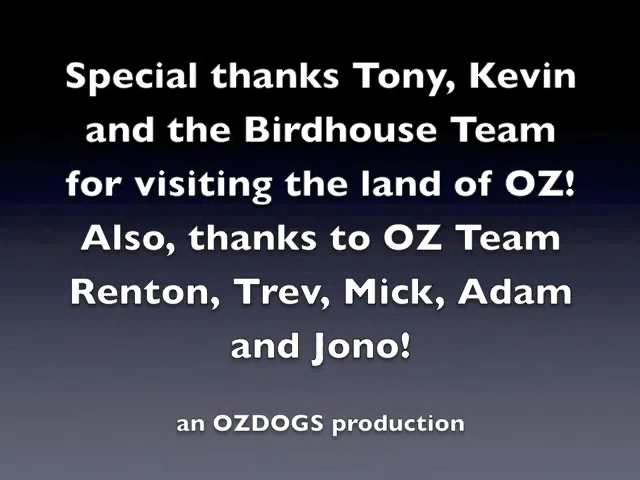 Special thanks Tony, Kevin
and the Birdhouse Team
for visiting the land of OZ!
Also, thanks to OZ Team
Renton, Trev, Mick, Adam
and Jono!
an OZDOGS production